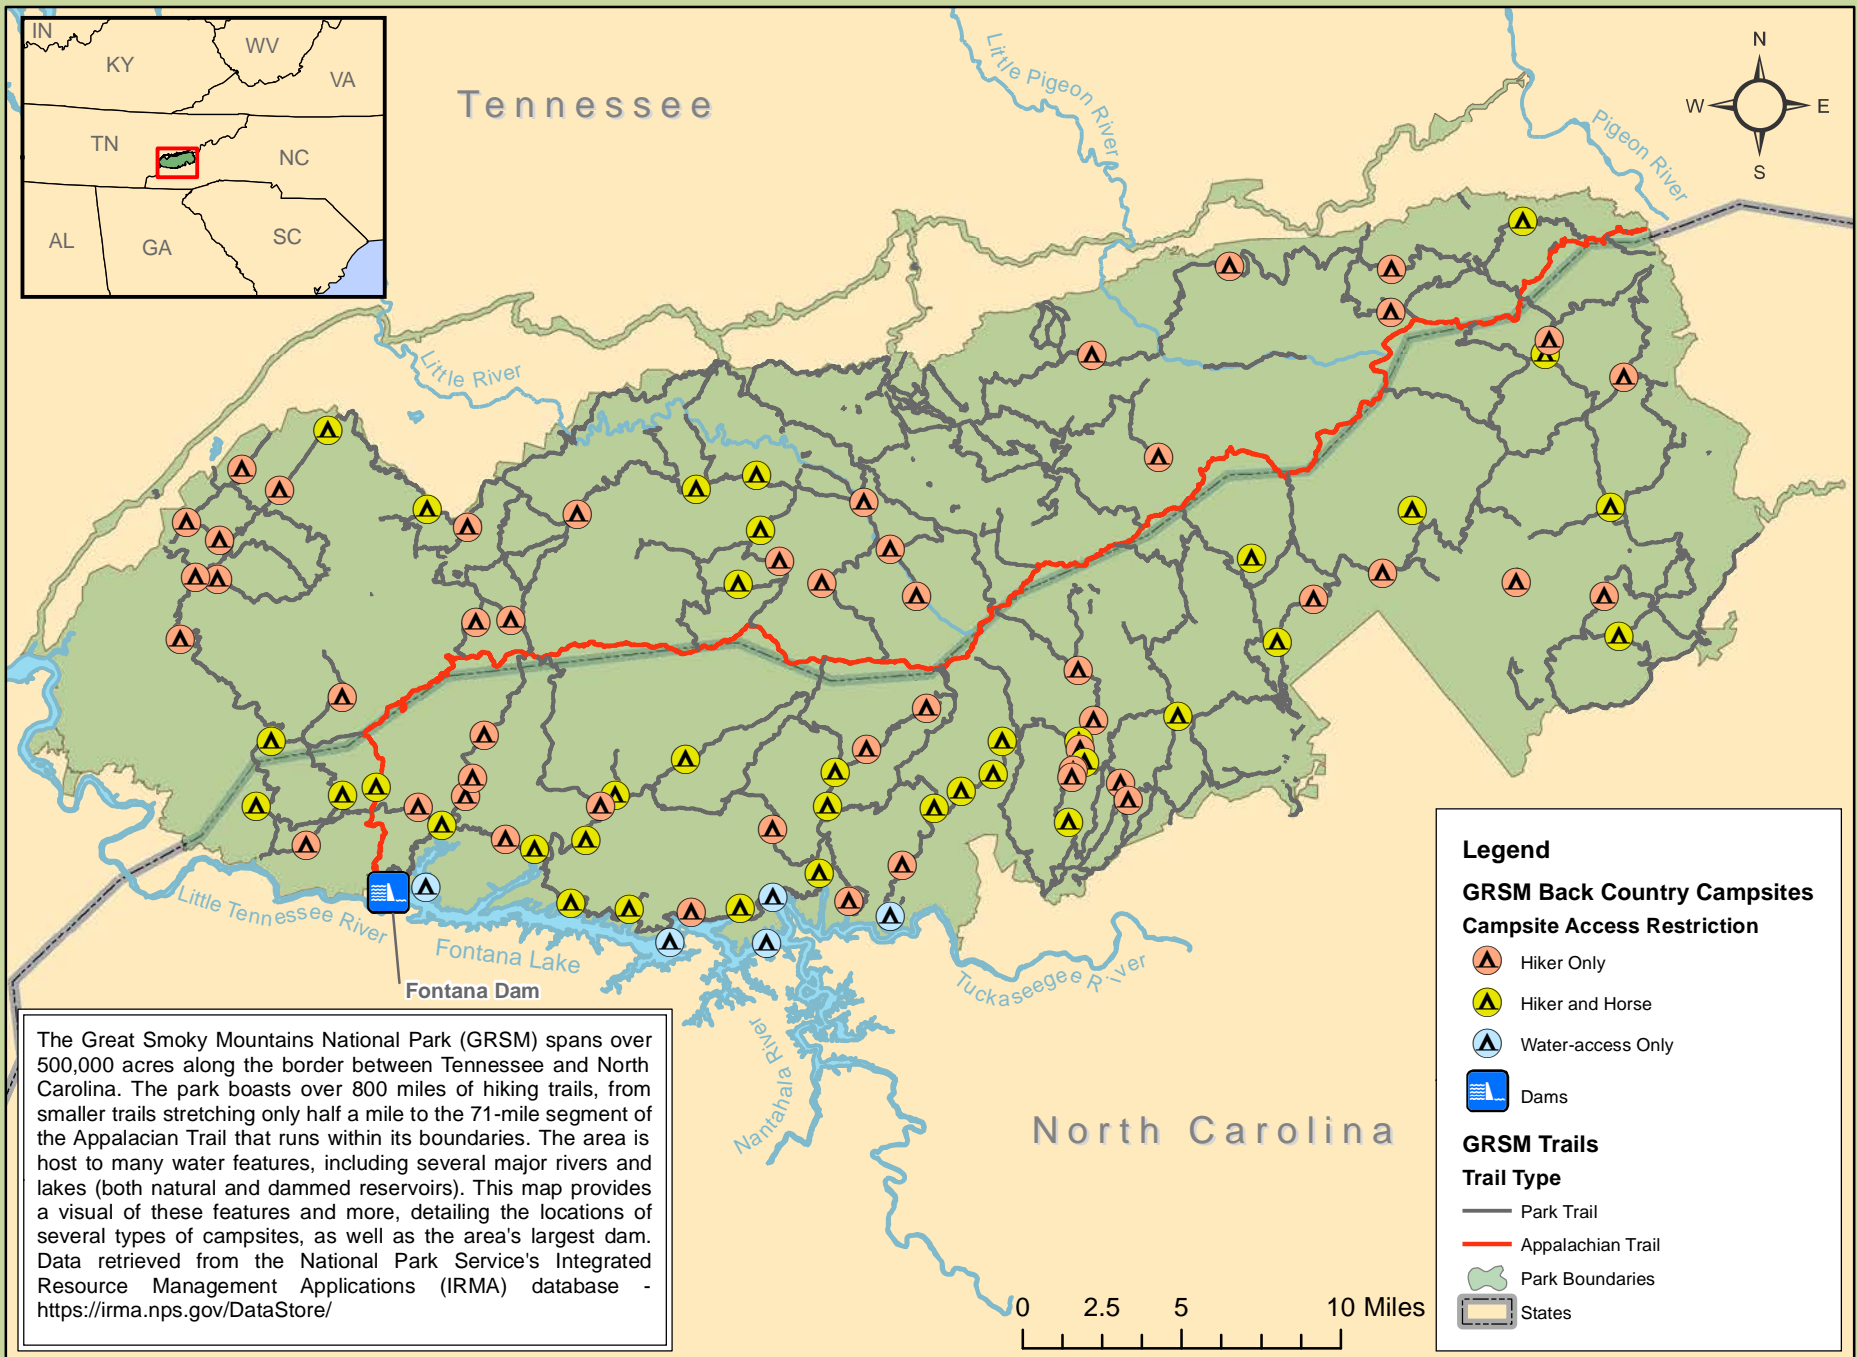 IN
KY
WV
VA
TN
NC
AL
GA
SC
Tennessee
Little Pigeon River
Pigeon River
N
W
E
S
Little River
Little Tennessee River
Fontana Lake
Fontana Dam
Tuckaseegee River
Nantahala River
North Carolina
The Great Smoky Mountains National Park (GRSM) spans over
500,000 acres along the border between Tennessee and North
Carolina. The park boasts over 800 miles of hiking trails, from
smaller trails stretching only half a mile to the 71-mile segment of
the Appalacian Trail that runs within its boundaries. The area is
host to many water features, including several major rivers and
lakes (both natural and dammed reservoirs). This map provides
a visual of these features and more, detailing the locations of
several types of campsites, as well as the area's largest dam.
Data retrieved from the National Park Service's Integrated
Resource Management Applications (IRMA) database -
https://irma.nps.gov/DataStore/
0 2.5 5 10 Miles
Legend
GRSM Back Country Campsites
Campsite Access Restriction
Hiker Only
Hiker and Horse
Water-access Only
Dams
GRSM Trails
Trail Type
Park Trail
Appalachian Trail
Park Boundaries
States